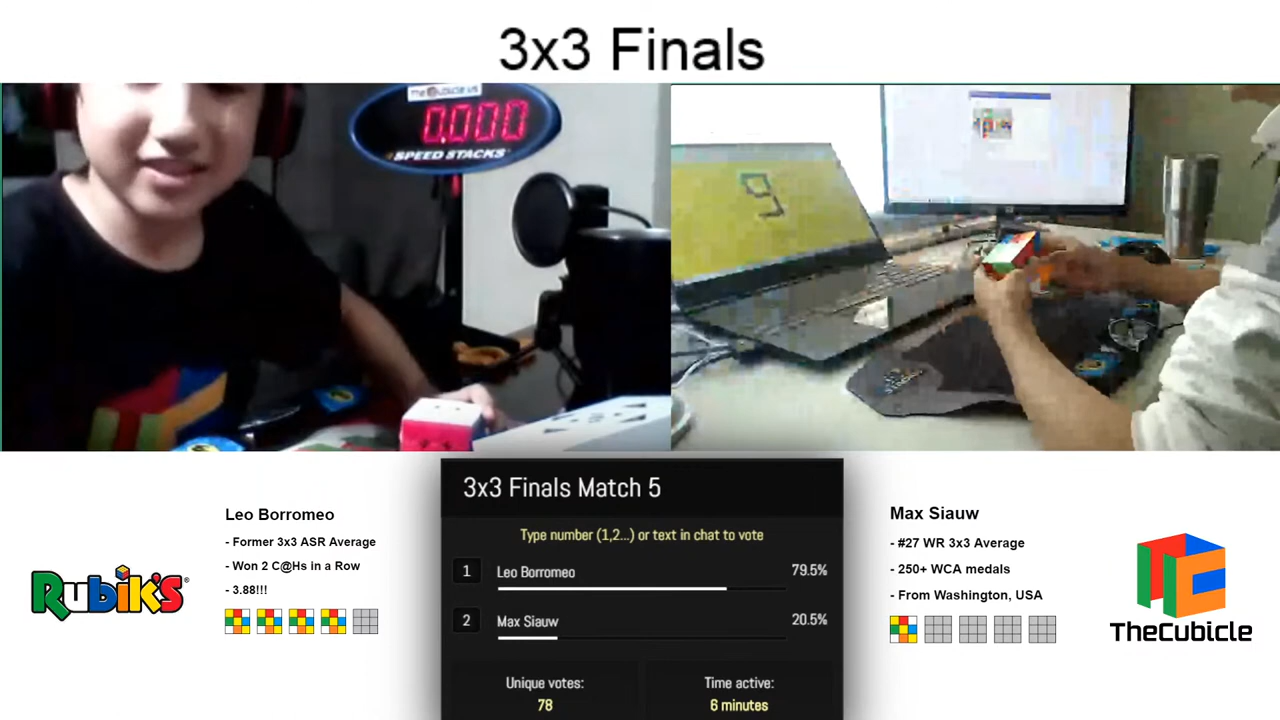 3x3 Finals
TheCubicle.us
0.000
SPEED STACKS
3x3 Finals Match 5
Type number (1,2...) or text in chat to vote
1 Leo Borromeo 79.5%
2 Max Siauw 20.5%
Unique votes: Time active:
78 6 minutes
Leo Borromeo
- Former 3x3 ASR Average
- Won 2 C@Hs in a Row
- 3.88!!!
Rubik's®
Max Siauw
- #27 WR 3x3 Average
- 250+ WCA medals
- From Washington, USA
TheCubicle